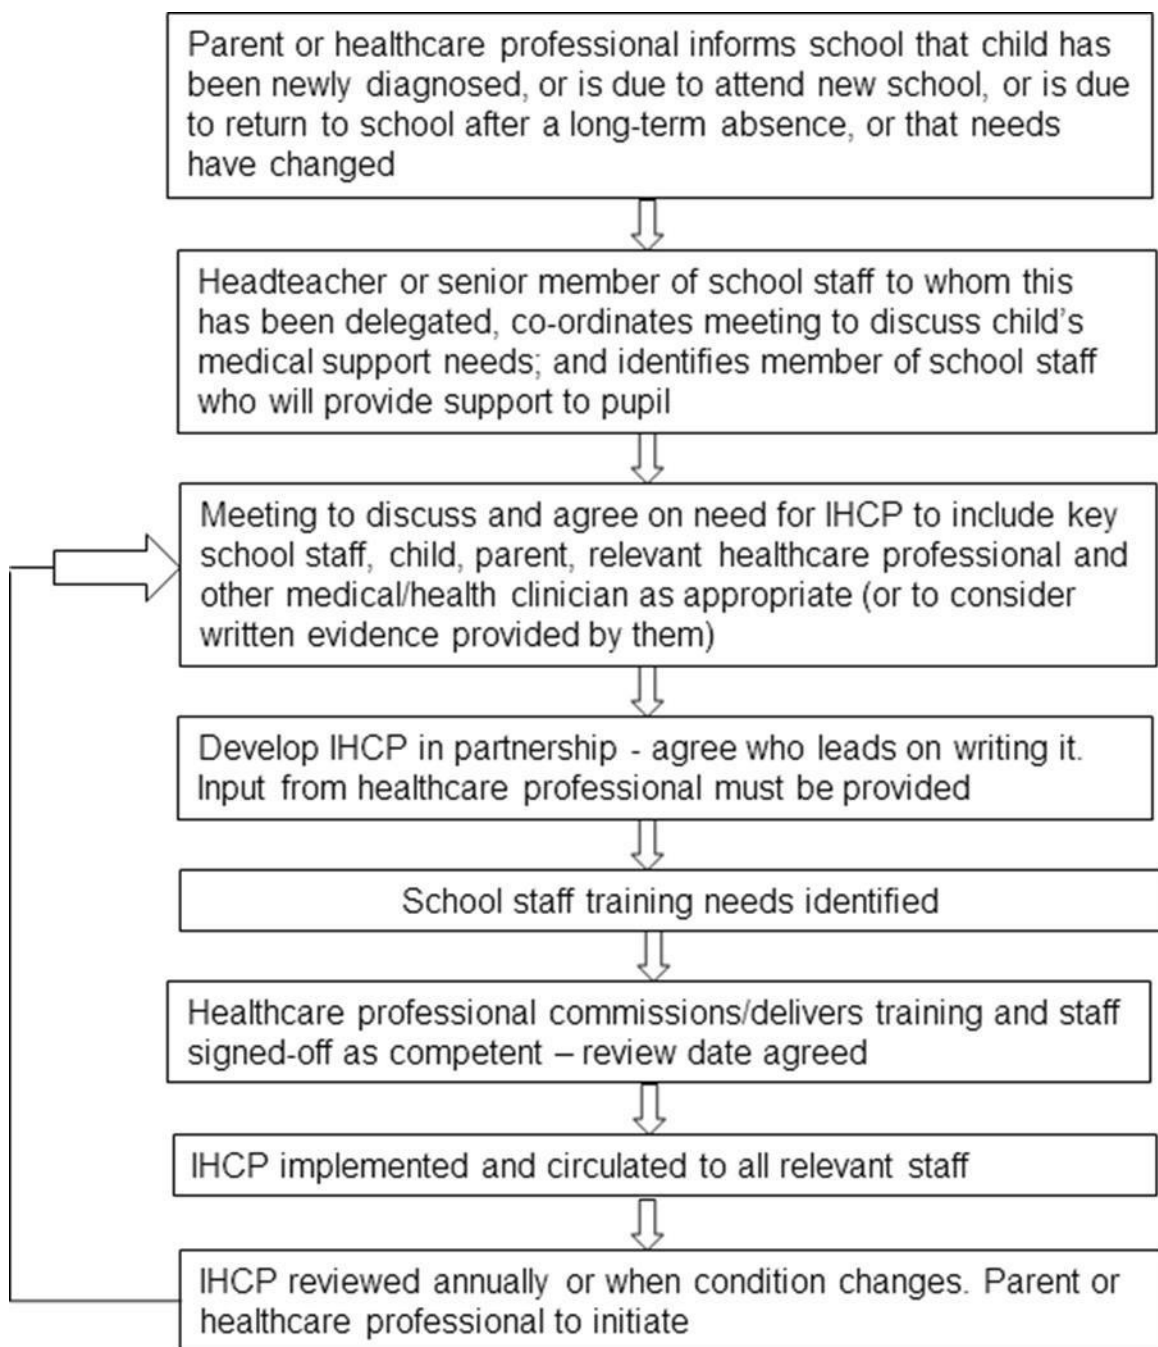 Parent or healthcare professional informs school that child has
been newly diagnosed, or is due to attend new school, or is due
to return to school after a long-term absence, or that needs
have changed
Headteacher or senior member of school staff to whom this
has been delegated, co-ordinates meeting to discuss child's
medical support needs; and identifies member of school staff
who will provide support to pupil
Meeting to discuss and agree on need for IHCP to include key
school staff, child, parent, relevant healthcare professional and
other medical/health clinician as appropriate (or to consider
written evidence provided by them)
Develop IHCP in partnership - agree who leads on writing it.
Input from healthcare professional must be provided
School staff training needs identified
Healthcare professional commissions/delivers training and staff
signed-off as competent – review date agreed
IHCP implemented and circulated to all relevant staff
IHCP reviewed annually or when condition changes. Parent or
healthcare professional to initiate